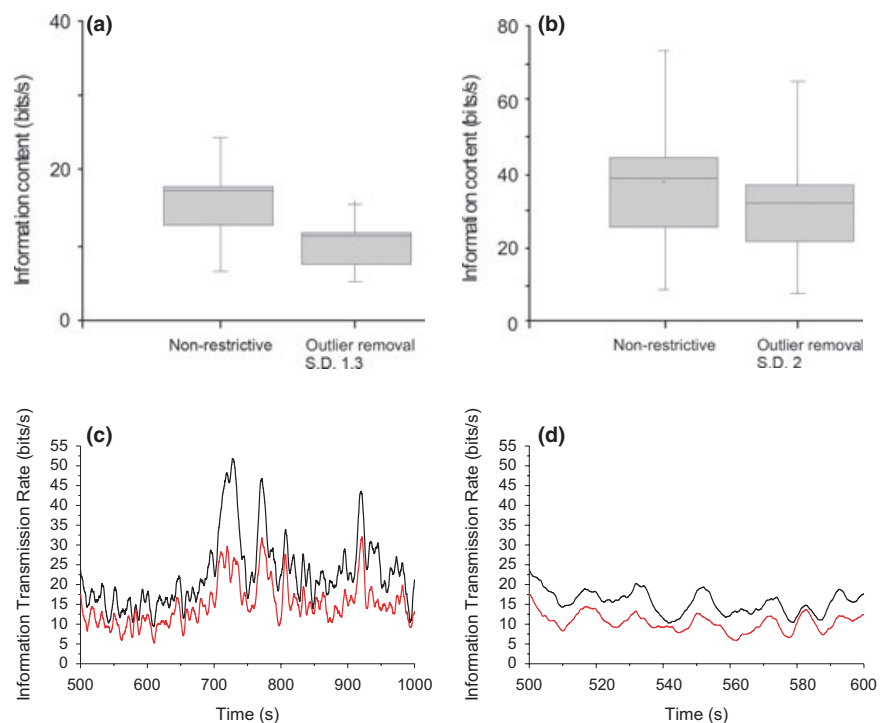 (a)
Information content (bits/s)
40
20
0
Non-restrictive
Outlier removal
S.D. 1.3
(b)
Information cortent (bits/s)
80
60
40
20
0
Non-restrictive
Outlier removal
S.D. 2
(c)
Information Transmission Rate (bits/s)
55
50
45
40
35
30
25
20
15
10
5
0
500
600
700
800
900
1000
Time (s)
(d)
Information Transmission Rate (bits/s)
55
50
45
40
35
30
25
20
15
10
5
0
500
520
540
560
580
600
Time (s)